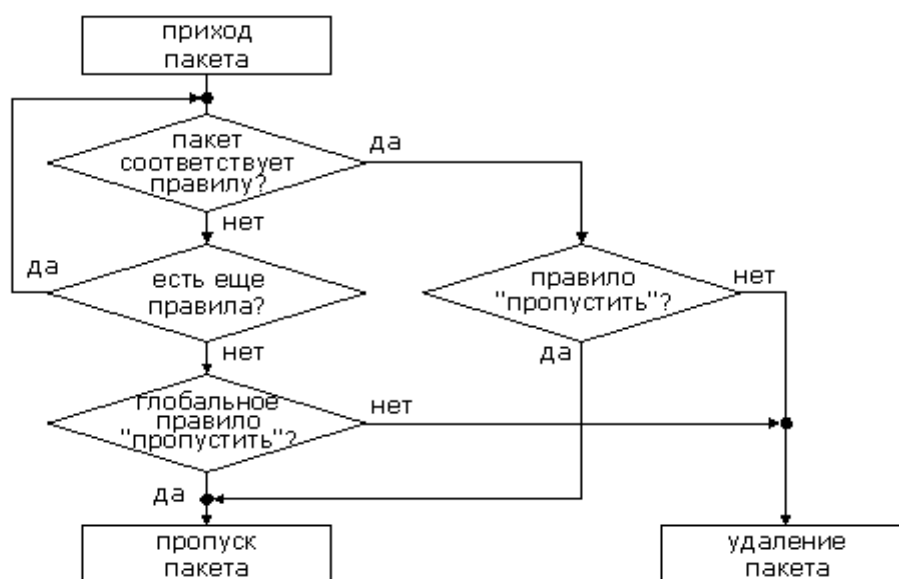 приход
пакета
пакет
соответствует
правилу?
да
нет
да
есть еще
правила?
правило
"пропустить"?
нет
нет
да
глобальное
правило
"пропустить"?
нет
да
пропуск
пакета
удаление
пакета